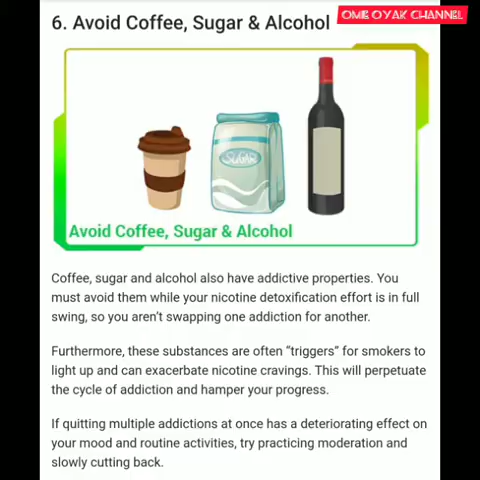 6. Avoid Coffee, Sugar & Alcohol
OME OYAK CHANNEL
SUGAR
Avoid Coffee, Sugar & Alcohol
Coffee, sugar and alcohol also have addictive properties. You
must avoid them while your nicotine detoxification effort is in full
swing, so you aren't swapping one addiction for another.
Furthermore, these substances are often "triggers" for smokers to
light up and can exacerbate nicotine cravings. This will perpetuate
the cycle of addiction and hamper your progress.
If quitting multiple addictions at once has a deteriorating effect on
your mood and routine activities, try practicing moderation and
slowly cutting back.